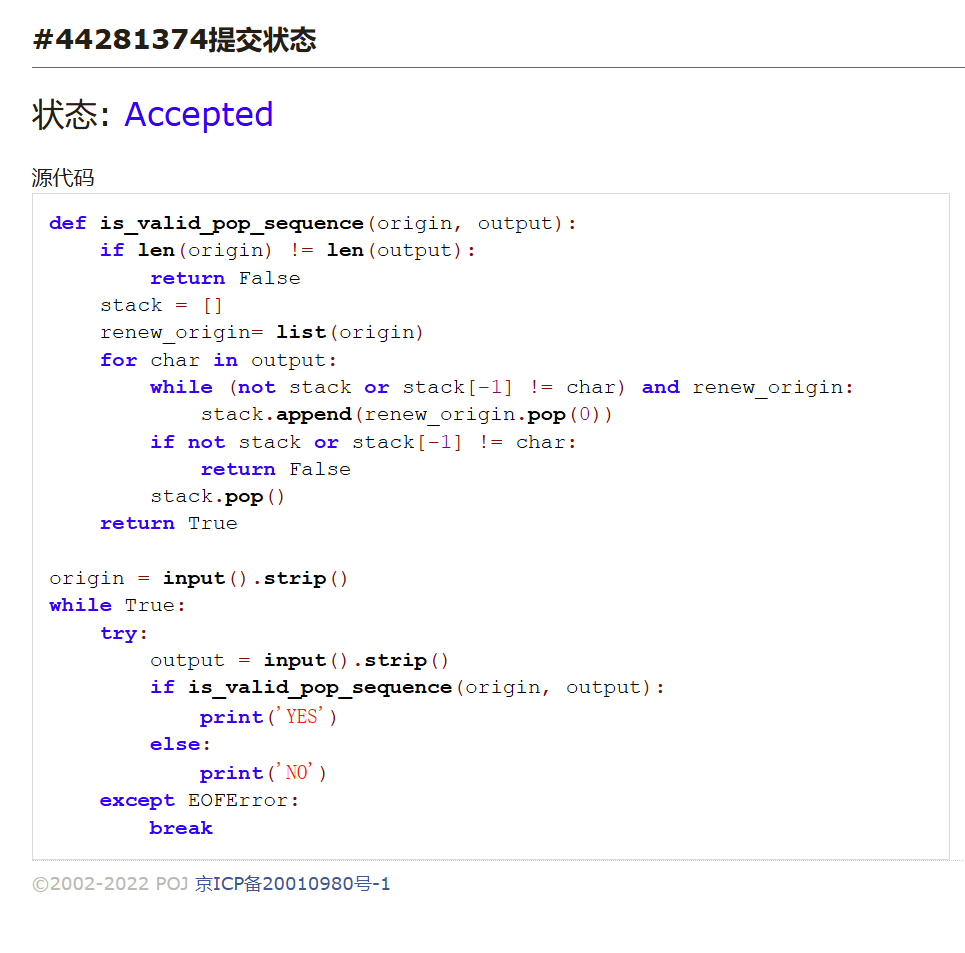 #44281374提交状态
状态: Accepted
源代码
def is_valid_pop_sequence(origin, output):
    if len(origin) != len(output):
        return False
    stack = []
    renew_origin= list(origin)
    for char in output:
        while (not stack or stack[-1] != char) and renew_origin:
            stack.append(renew_origin.pop(0))
        if not stack or stack[-1] != char:
            return False
        stack.pop()
    return True

origin = input().strip()
while True:
    try:
        output = input().strip()
        if is_valid_pop_sequence(origin, output):
            print('YES')
        else:
            print('NO')
    except EOFError:
        break
©2002-2022 POJ 京ICP备20010980号-1